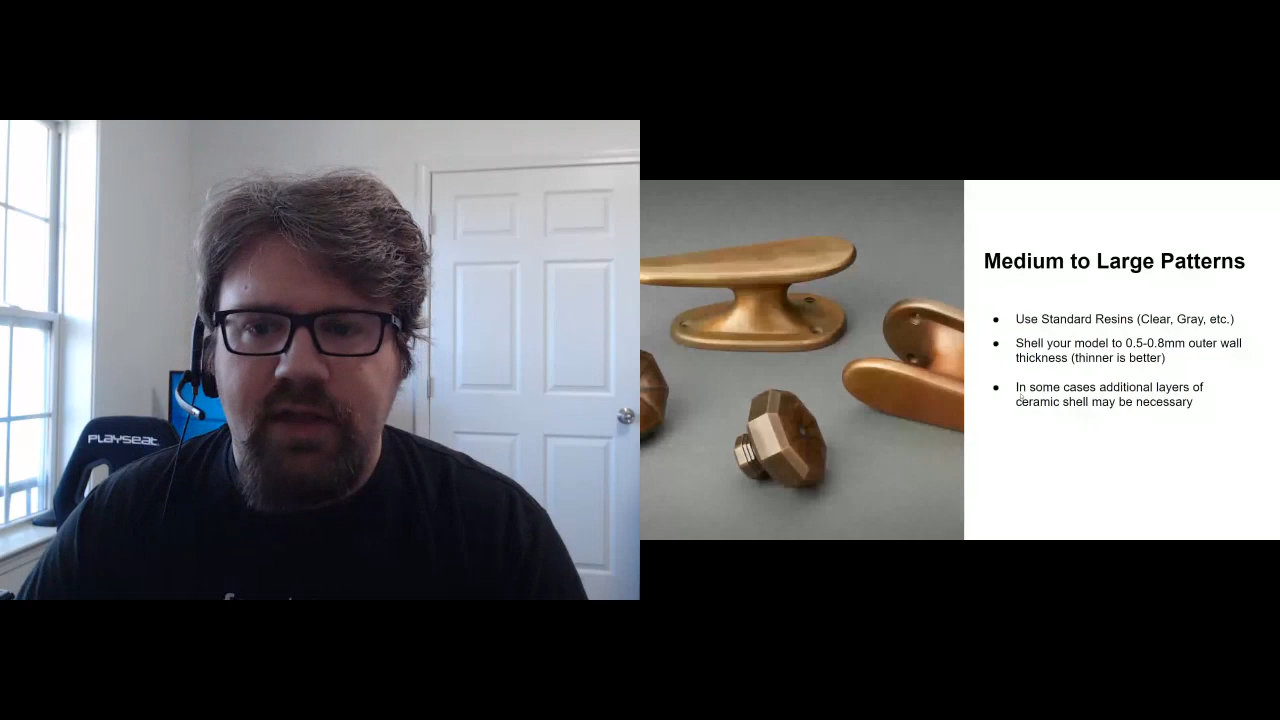 PLAYSEAT
Medium to Large Patterns
● Use Standard Resins (Clear, Gray, etc.)
● Shell your model to 0.5-0.8mm outer wall
thickness (thinner is better)
● In some cases additional layers of
ceramic shell may be necessary